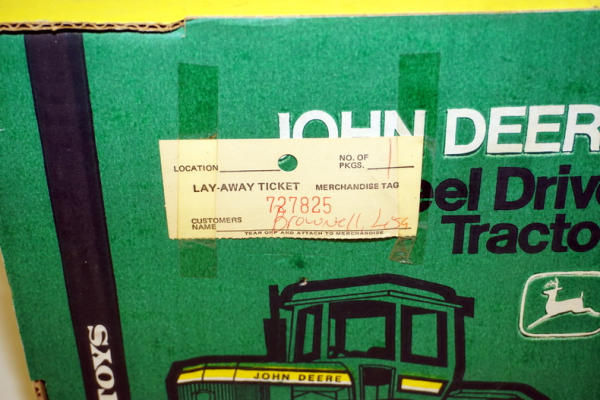 JOHN DEER
LOCATION
NO. OF
PKGS. 1
LAY-AWAY TICKET MERCHANDISE TAG
727825
CUSTOMERS
NAME Brownell Lisa
TEAR OFF AND ATTACH TO MERCHANDISE
eel Drive
Tracto
JOHN DEERE
TOYS